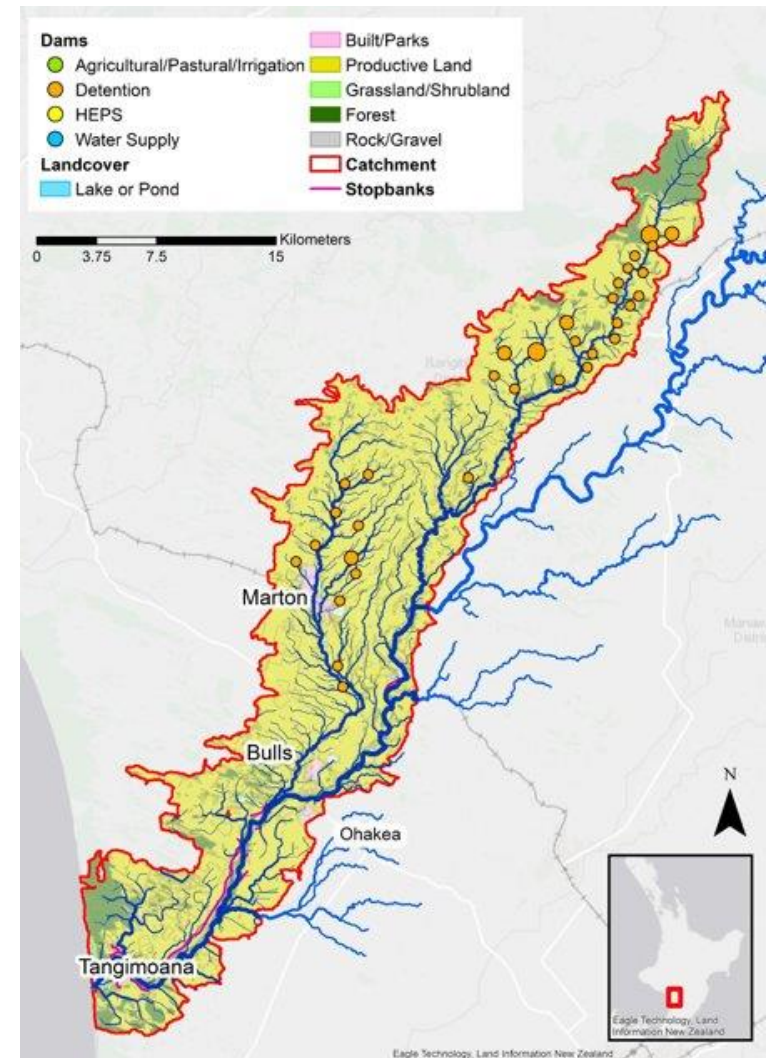 Dams
Agricultural/Pastural/Irrigation
Detention
HEPS
Water Supply
Landcover
Lake or Pond
Built/Parks
Productive Land
Grassland/Shrubland
Forest
Rock/Gravel
Catchment
Stopbanks
Kilometers
0 3.75 7.5 15
Marton
Bulls
Ohakea
Tangimoana
N
Eagle Technology, Land
Information New Zealand
Eagle Technology, Land Information New Zealand